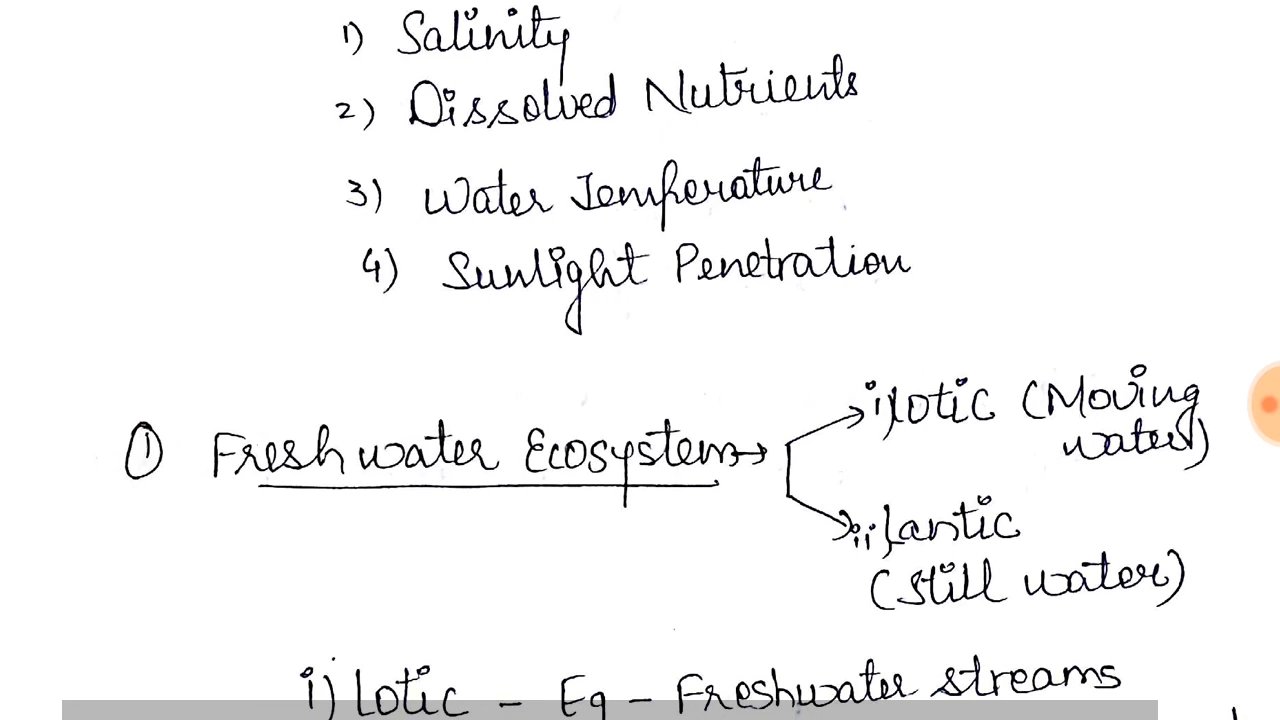 1) Salinity
2) Dissolved Nutrients
3) Water Temperature
4) Sunlight Penetration
① Freshwater Ecosystem → i) Lotic (Moving water)
ii) Lantic (still water)
i) Lotic - Eg - Freshwater streams